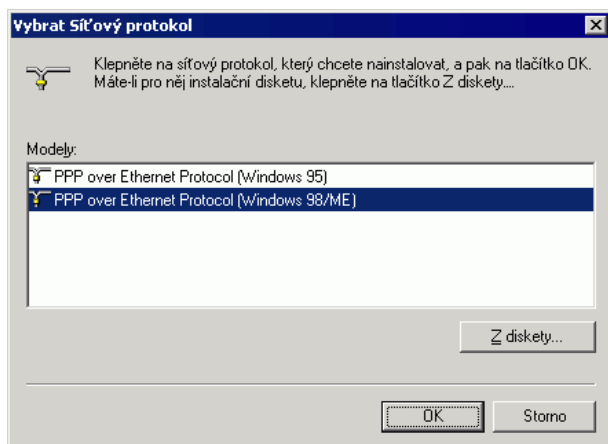 Vybrat Síťový protokol
Klepněte na síťový protokol, který chcete nainstalovat, a pak na tlačítko OK.
Máte-li pro něj instalační disketu, klepněte na tlačítko Z diskety....
Modely:
PPP over Ethernet Protocol (Windows 95)
PPP over Ethernet Protocol (Windows 98/ME)
Z diskety...
OK
Storno